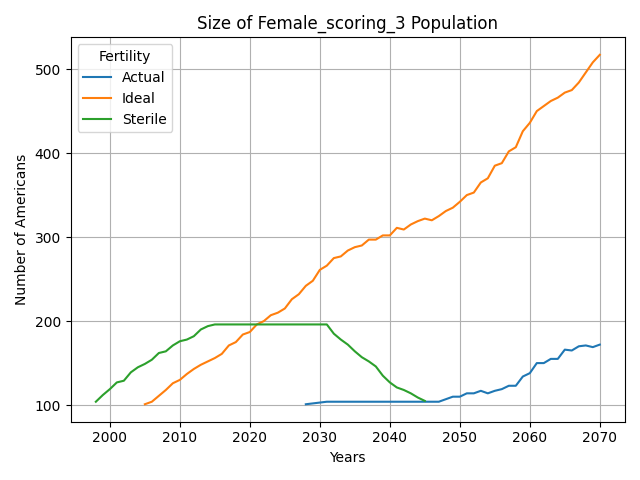 Size of Female_scoring_3 Population
Fertility
Actual
Ideal
Sterile
Number of Americans
500
400
300
200
100
2000 2010 2020 2030 2040 2050 2060 2070
Years